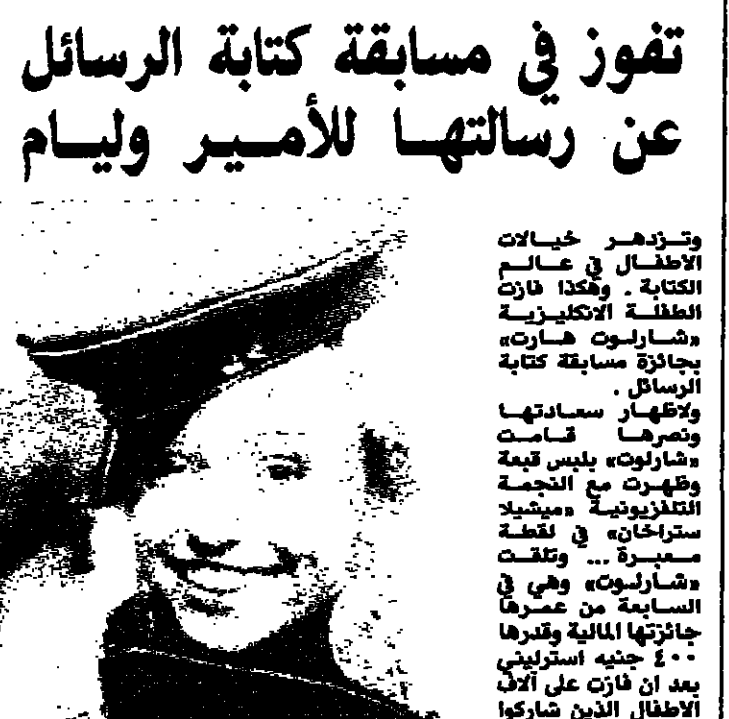 تفوز في مسابقة كتابة الرسائل
عن رسالتها للأمير وليام
وتزدهر خيالات
الاطفال في عالم
الكتابة . وهكذا فازت
الطفلة الانكليزية
«شارلوت هارت»
بجائزة مسابقة كتابة
الرسائل .
ولاظهار سعادتها
ونصرها قامت
«شارلوت» بلبس قبعة
وظهرت مع النجمة
التلفزيونية «ميشيلا
ستراخان» في لقطة
معبرة ... وتلقت
«شارلوت» وهي في
السابعة من عمرها
جائزتها المالية وقدرها
٤٠٠ جنيه استرليني
بعد ان فازت على آلاف
الاطفال الذين شاركوا